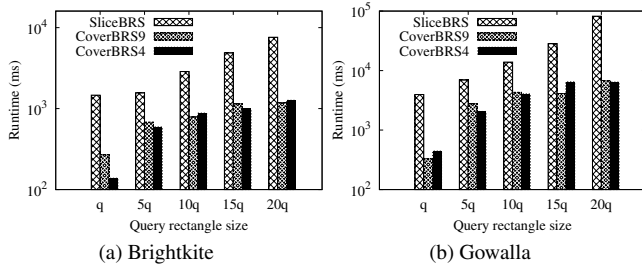 10^4
10^3
10^2
Runtime (ms)
SliceBRS
CoverBRS9
CoverBRS4
q 5q 10q 15q 20q
Query rectangle size
(a) Brightkite
10^5
10^4
10^3
10^2
Runtime (ms)
SliceBRS
CoverBRS9
CoverBRS4
q 5q 10q 15q 20q
Query rectangle size
(b) Gowalla